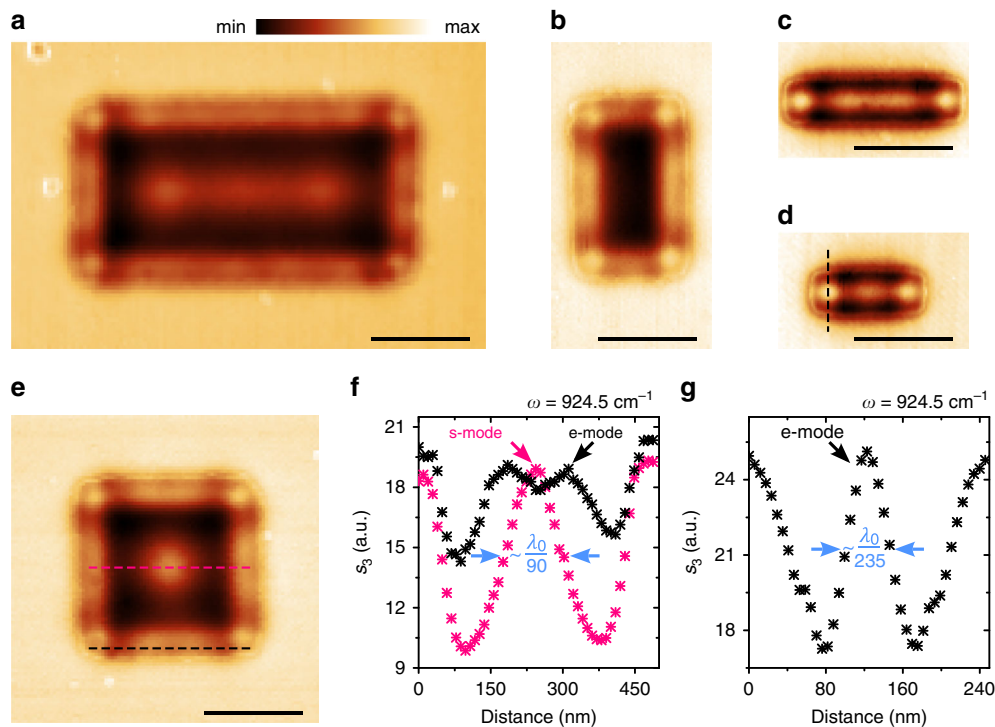 a
min
max
b
c
d
e
f
ω = 924.5 cm⁻¹
s-mode
e-mode
21
18
15
12
9
s₃ (a.u.)
~ λ₀/90
0
150
300
450
Distance (nm)
g
ω = 924.5 cm⁻¹
e-mode
24
21
18
s₃ (a.u.)
~ λ₀/235
0
80
160
240
Distance (nm)